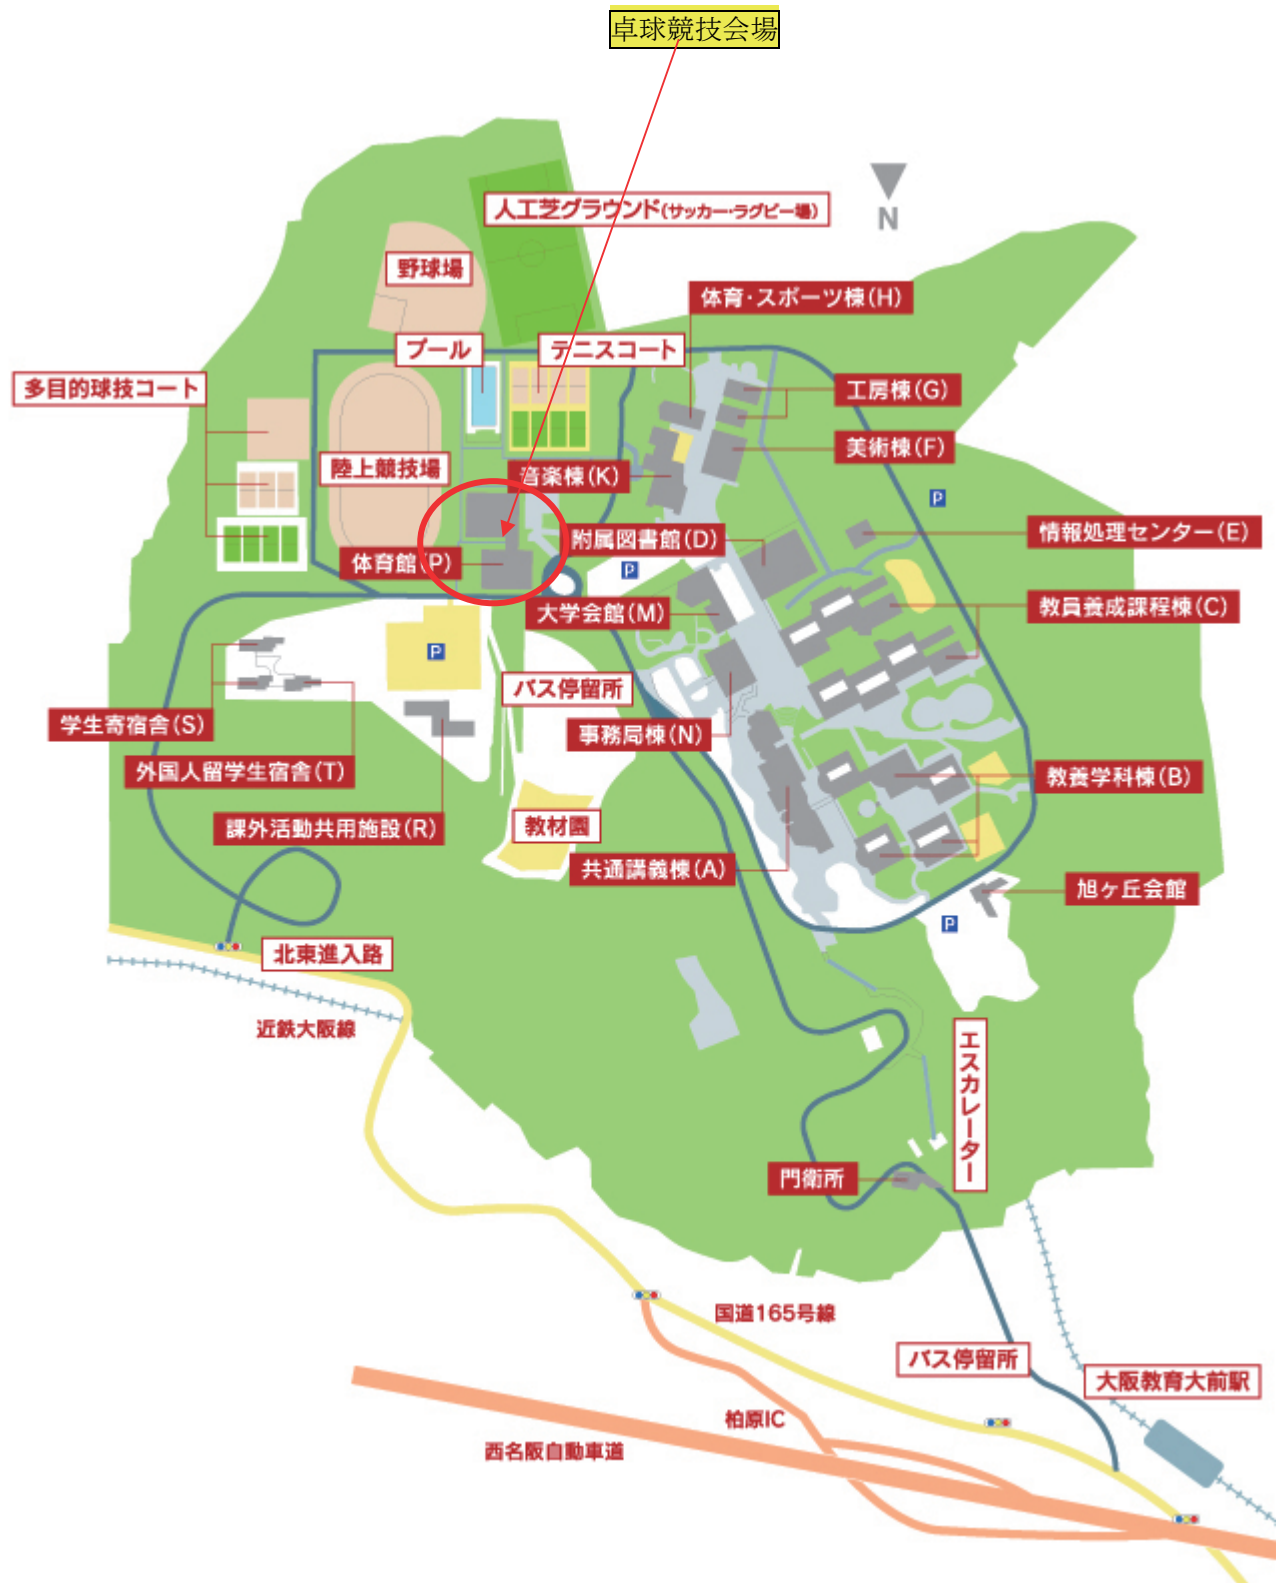 卓球競技会場
人工芝グラウンド(サッカー・ラグビー場)
N
野球場
体育・スポーツ棟(H)
プール
テニスコート
多目的球技コート
工房棟(G)
美術棟(F)
陸上競技場
音楽棟(K)
P
情報処理センター(E)
附属図書館(D)
体育館(P)
P
大学会館(M)
教員養成課程棟(C)
P
バス停留所
学生寄宿舎(S)
事務局棟(N)
外国人留学生宿舎(T)
教養学科棟(B)
課外活動共用施設(R)
教材園
共通講義棟(A)
旭ヶ丘会館
P
北東進入路
近鉄大阪線
エスカレーター
門衛所
国道165号線
バス停留所
大阪教育大前駅
柏原IC
西名阪自動車道